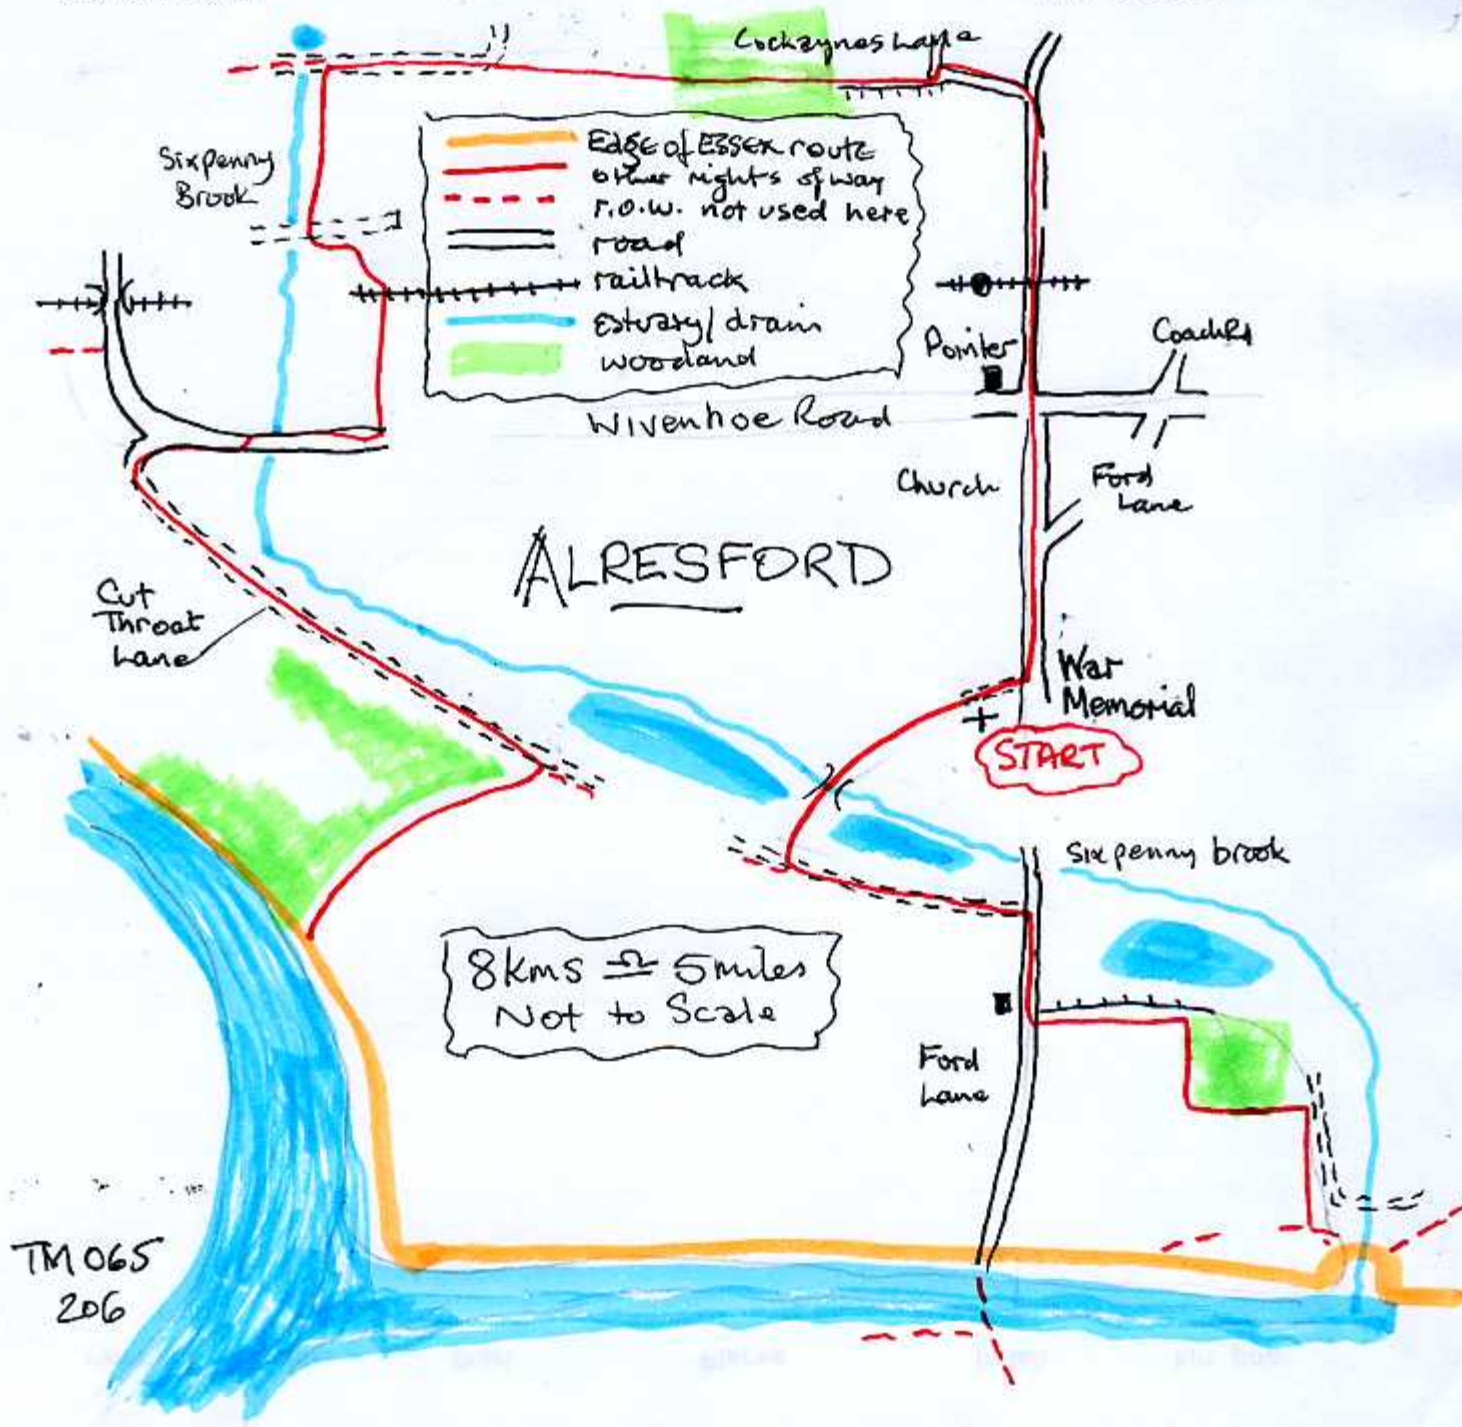 Cockaynes Lane
Sixpenny
Brook
Edge of ESSEX route
other rights of way
r.o.w. not used here
road
railtrack
estuary/drain
woodland
Pointer
Coach Rd
Wivenhoe Road
Church
Ford
Lane
ALRESFORD
Cut
Throat
Lane
War
Memorial
START
Sixpenny brook
8kms ≏ 5miles
Not to Scale
Ford
Lane
TM065
206